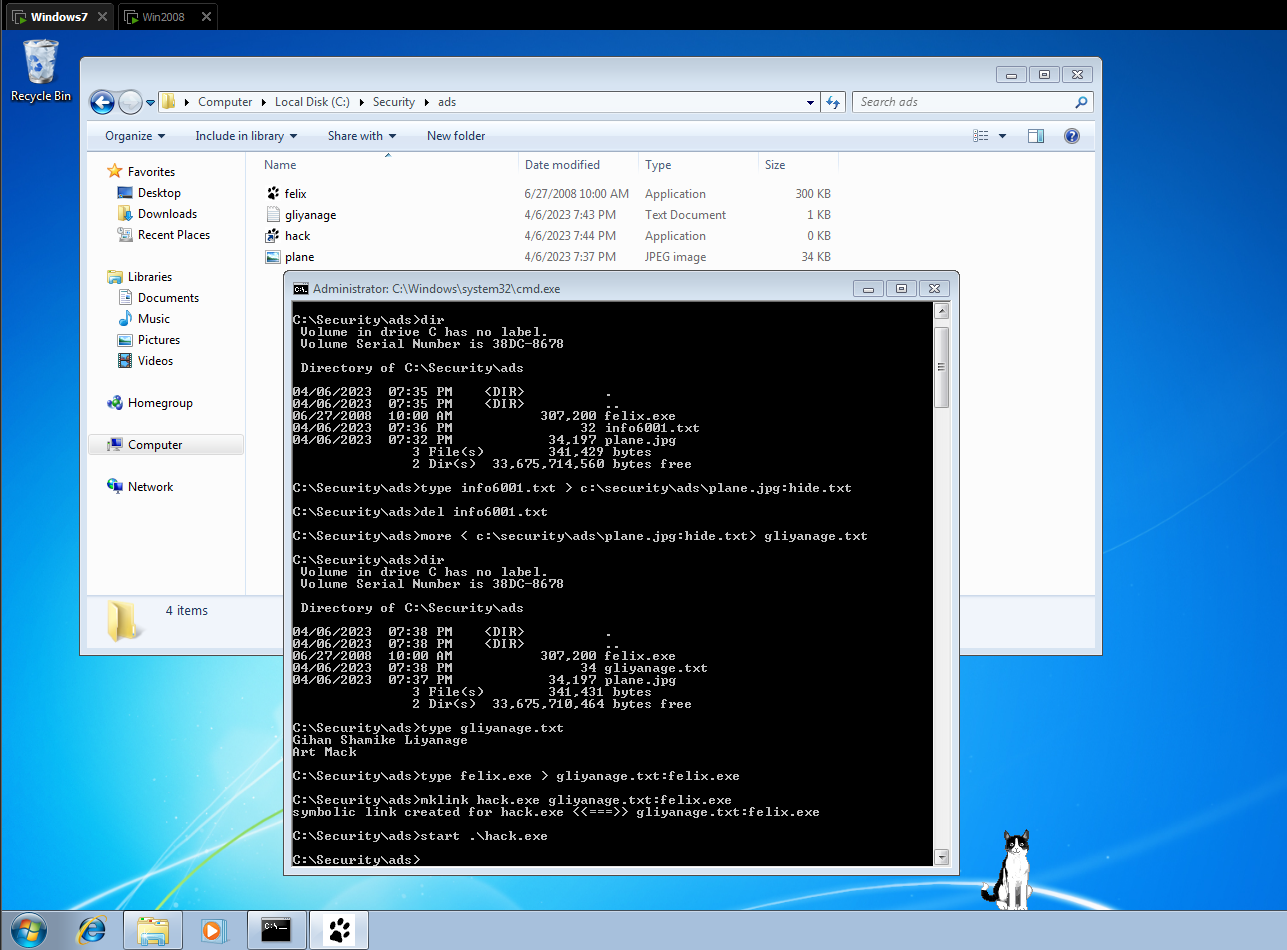 Windows7 Win2008
Recycle Bin
Computer Local Disk (C:) Security ads Search ads
Organize Include in library Share with New folder
Favorites
Desktop
Downloads
Recent Places
Libraries
Documents
Music
Pictures
Videos
Homegroup
Computer
Network
Name Date modified Type Size
felix 6/27/2008 10:00 AM Application 300 KB
gliyanage 4/6/2023 7:43 PM Text Document 1 KB
hack 4/6/2023 7:44 PM Application 0 KB
plane 4/6/2023 7:37 PM JPEG image 34 KB
4 items
Administrator: C:\Windows\system32\cmd.exe
C:\Security\ads>dir
Volume in drive C has no label.
Volume Serial Number is 38DC-8678
Directory of C:\Security\ads
04/06/2023 07:35 PM <DIR> .
04/06/2023 07:35 PM <DIR> ..
06/27/2008 10:00 AM 307,200 felix.exe
04/06/2023 07:36 PM 32 info6001.txt
04/06/2023 07:32 PM 34,197 plane.jpg
3 File(s) 341,429 bytes
2 Dir(s) 33,675,714,560 bytes free
C:\Security\ads>type info6001.txt > c:\security\ads\plane.jpg:hide.txt
C:\Security\ads>del info6001.txt
C:\Security\ads>more < c:\security\ads\plane.jpg:hide.txt> gliyanage.txt
C:\Security\ads>dir
Volume in drive C has no label.
Volume Serial Number is 38DC-8678
Directory of C:\Security\ads
04/06/2023 07:38 PM <DIR> .
04/06/2023 07:38 PM <DIR> ..
06/27/2008 10:00 AM 307,200 felix.exe
04/06/2023 07:38 PM 34 gliyanage.txt
04/06/2023 07:37 PM 34,197 plane.jpg
3 File(s) 341,431 bytes
2 Dir(s) 33,675,710,464 bytes free
C:\Security\ads>type gliyanage.txt
Gihan Shamike Liyanage
Art Mack
C:\Security\ads>type felix.exe > gliyanage.txt:felix.exe
C:\Security\ads>mklink hack.exe gliyanage.txt:felix.exe
symbolic link created for hack.exe <<===>> gliyanage.txt:felix.exe
C:\Security\ads>start .\hack.exe
C:\Security\ads>